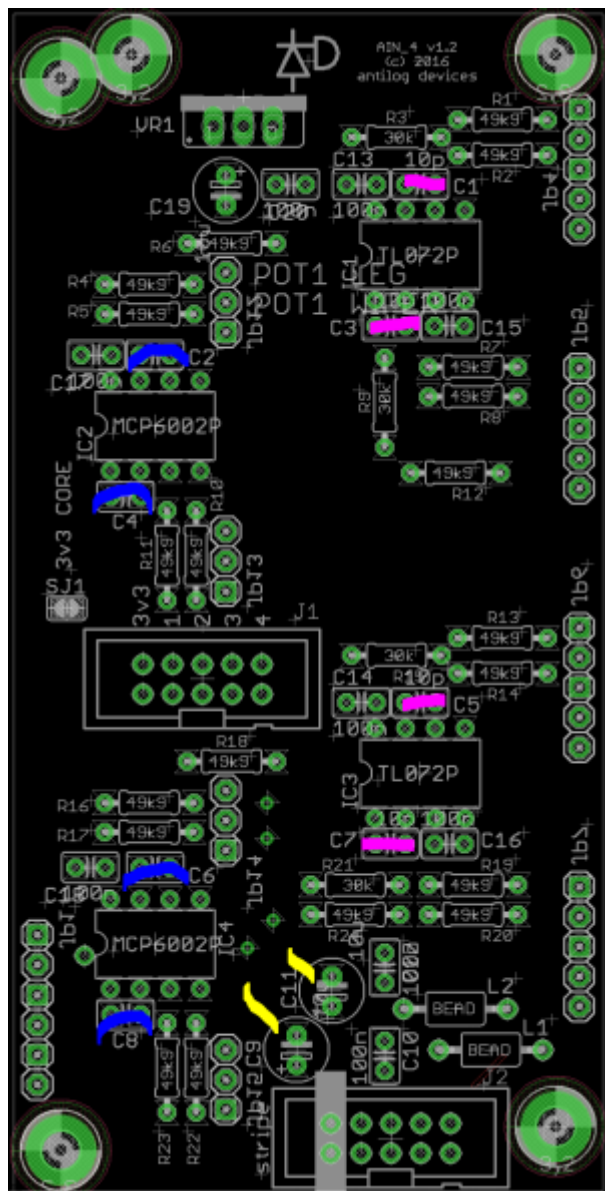 AIN_4 v1.2
(c) 2016
antilog devices
VR1
R3
30k
R1
49k9
49k9
R2
C13
10p
C1
100n
C19
100n
C20
R6
49k9
POT1 NEG
POT1
R4
49k9
R5
49k9
IC1
TL072P
C3
C15
C2
C17
100n
R7
49k9
49k9
R8
R9
30k
49k9
R12
IC2
MCP6002P
C4
3v3 CORE
SJ1
R11
49k9
49k9
R10
3v3
1
2
3
4
J1
R13
49k9
49k9
R14
30k
C14
10p
C5
100n
R18
49k9
IC3
TL072P
R16
49k9
R17
49k9
C7
C16
C6
100n
R21
30k
R19
49k9
49k9
49k9
R20
IC4
MCP6002P
C8
C11
100n
C10
100n
L2
BEAD
L1
BEAD
C9
49k9
49k9
R23
R22
J2
stripe